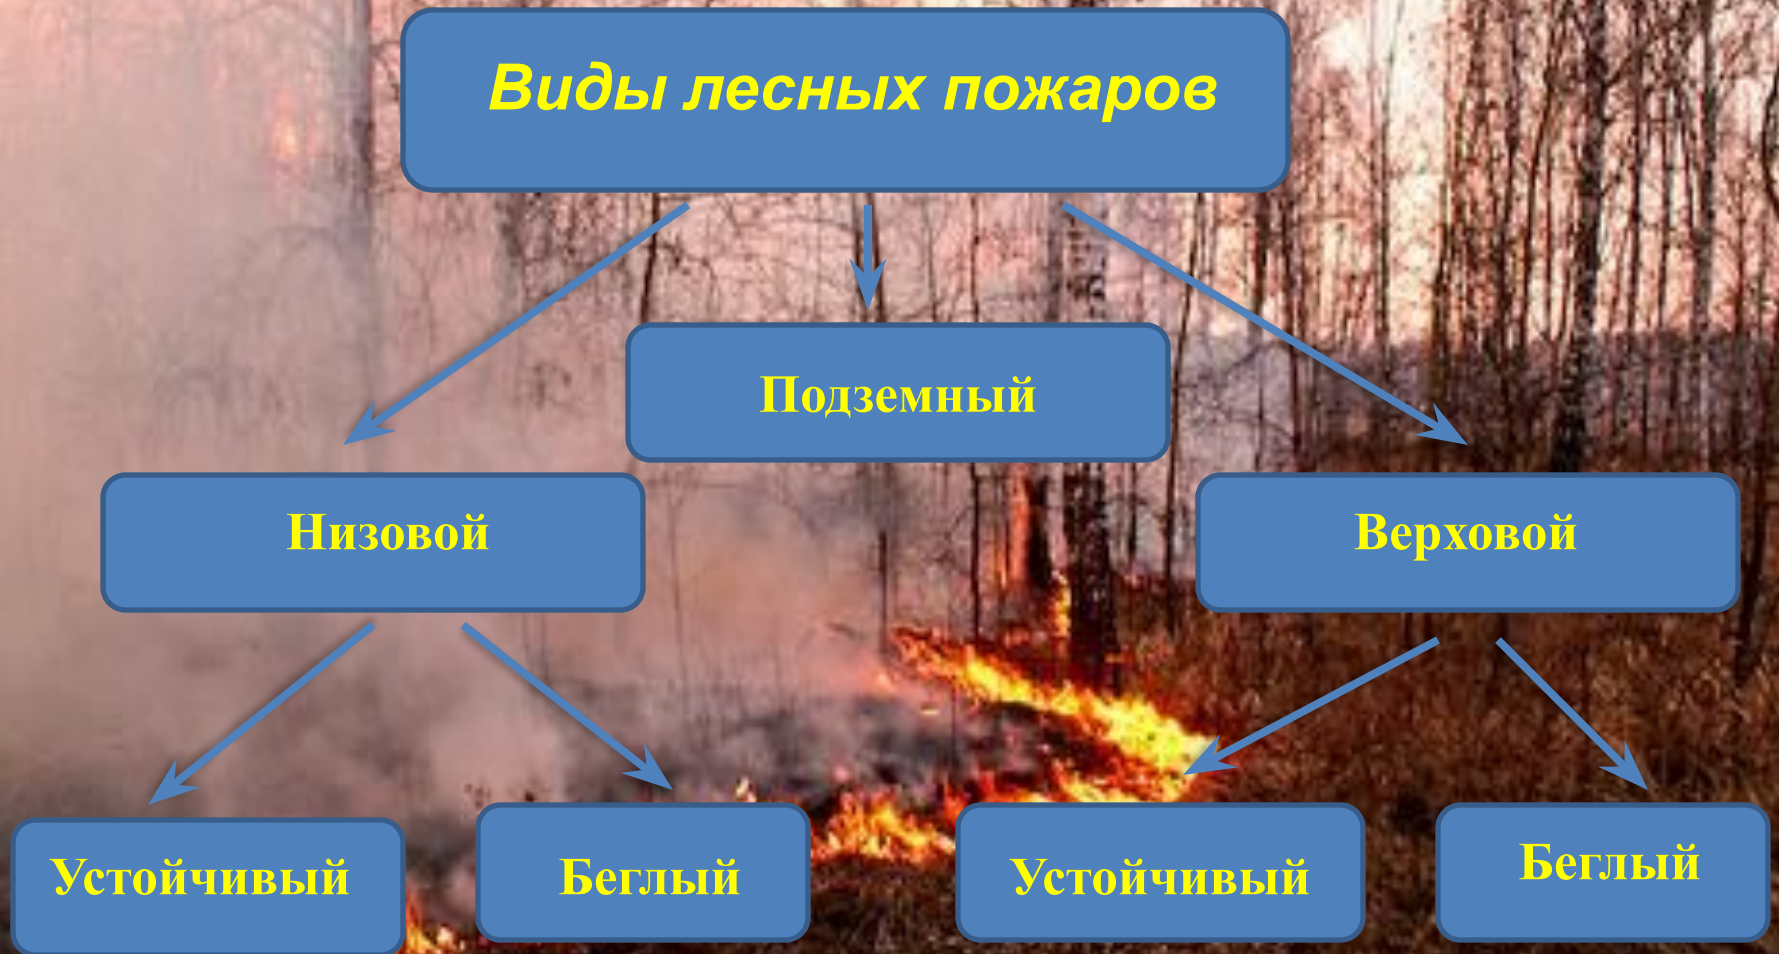 Виды лесных пожаров
Подземный
Низовой
Верховой
Устойчивый
Беглый
Устойчивый
Беглый